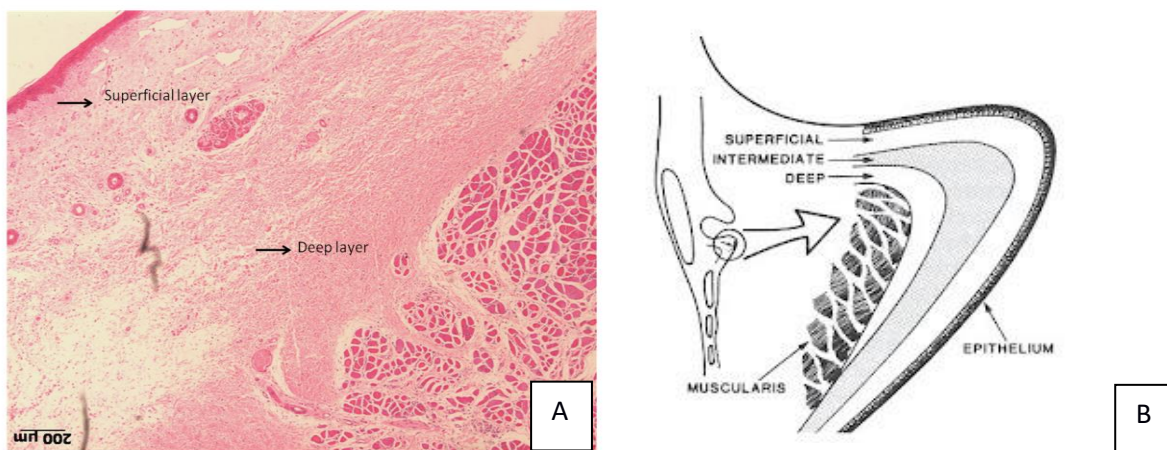 Superficial layer
Deep layer
200 µm
A
SUPERFICIAL
INTERMEDIATE
DEEP
EPITHELIUM
MUSCULARIS
B